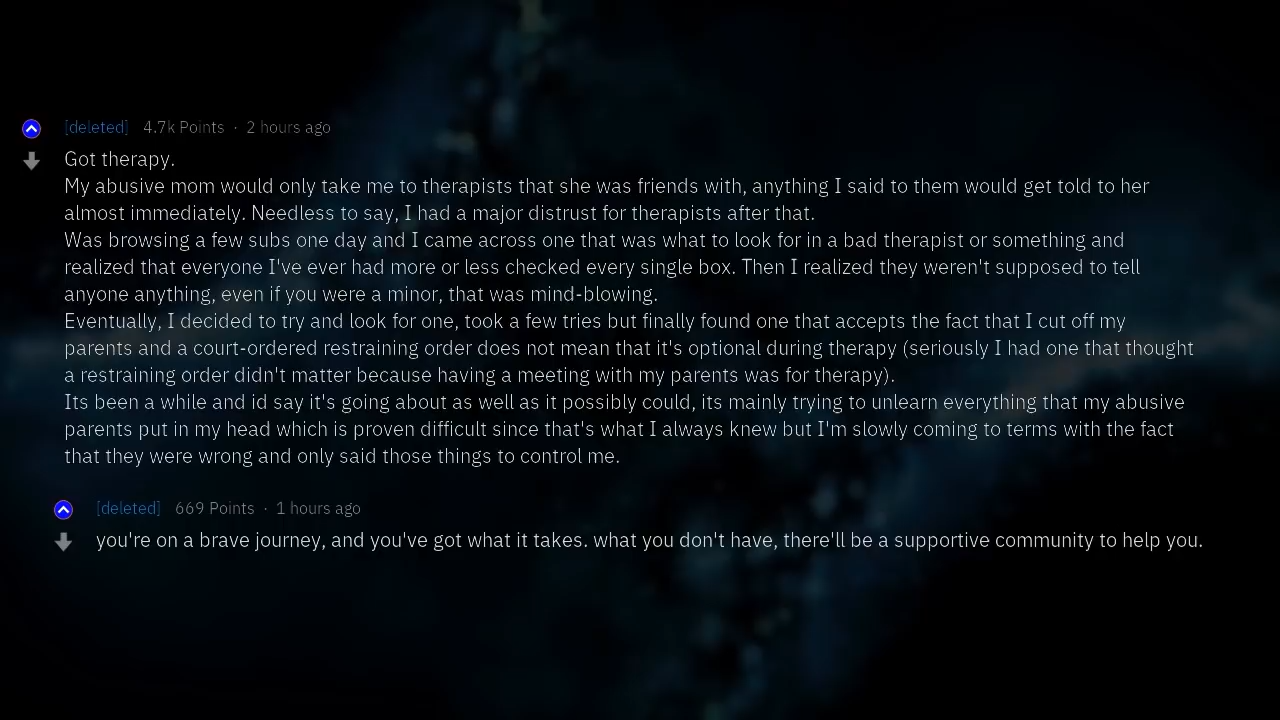 [deleted] 4.7k Points · 2 hours ago
Got therapy.
My abusive mom would only take me to therapists that she was friends with, anything I said to them would get told to her
almost immediately. Needless to say, I had a major distrust for therapists after that.
Was browsing a few subs one day and I came across one that was what to look for in a bad therapist or something and
realized that everyone I've ever had more or less checked every single box. Then I realized they weren't supposed to tell
anyone anything, even if you were a minor, that was mind-blowing.
Eventually, I decided to try and look for one, took a few tries but finally found one that accepts the fact that I cut off my
parents and a court-ordered restraining order does not mean that it's optional during therapy (seriously I had one that thought
a restraining order didn't matter because having a meeting with my parents was for therapy).
Its been a while and id say it's going about as well as it possibly could, its mainly trying to unlearn everything that my abusive
parents put in my head which is proven difficult since that's what I always knew but I'm slowly coming to terms with the fact
that they were wrong and only said those things to control me.
[deleted] 669 Points · 1 hours ago
you're on a brave journey, and you've got what it takes. what you don't have, there'll be a supportive community to help you.